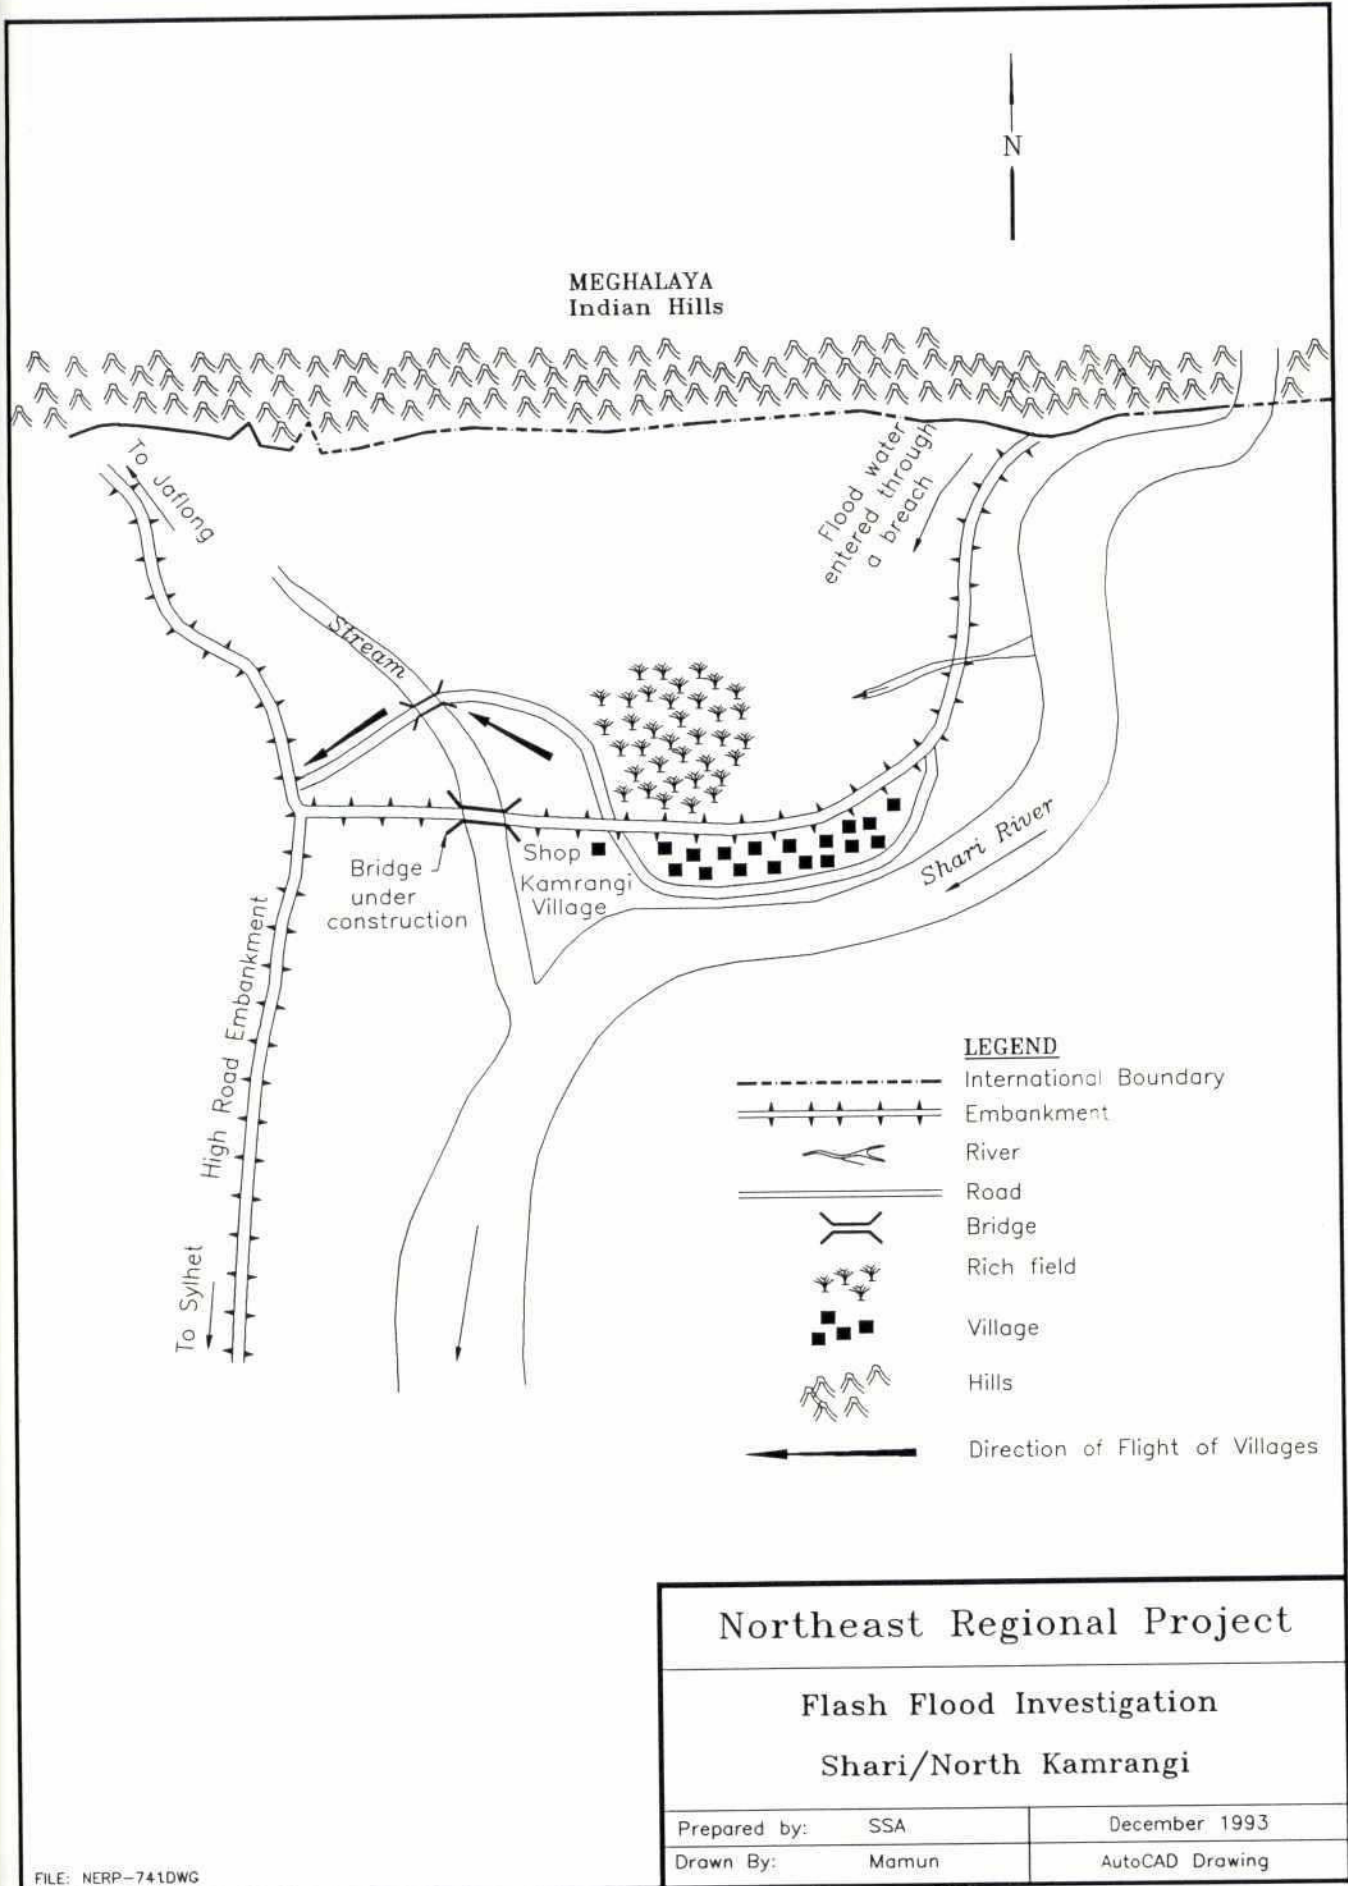 N
MEGHALAYA
Indian Hills
To Jaflong
Flood water
entered through
a breach
Stream
Bridge
under
construction
Shop
Kamrangi
Village
Shari River
High Road Embankment
To Sylhet
LEGEND
International Boundary
Embankment
River
Road
Bridge
Rich field
Village
Hills
Direction of Flight of Villages
Northeast Regional Project
Flash Flood Investigation
Shari/North Kamrangi
Prepared by: SSA December 1993
Drawn By: Mamun AutoCAD Drawing
FILE: NERP-741.DWG